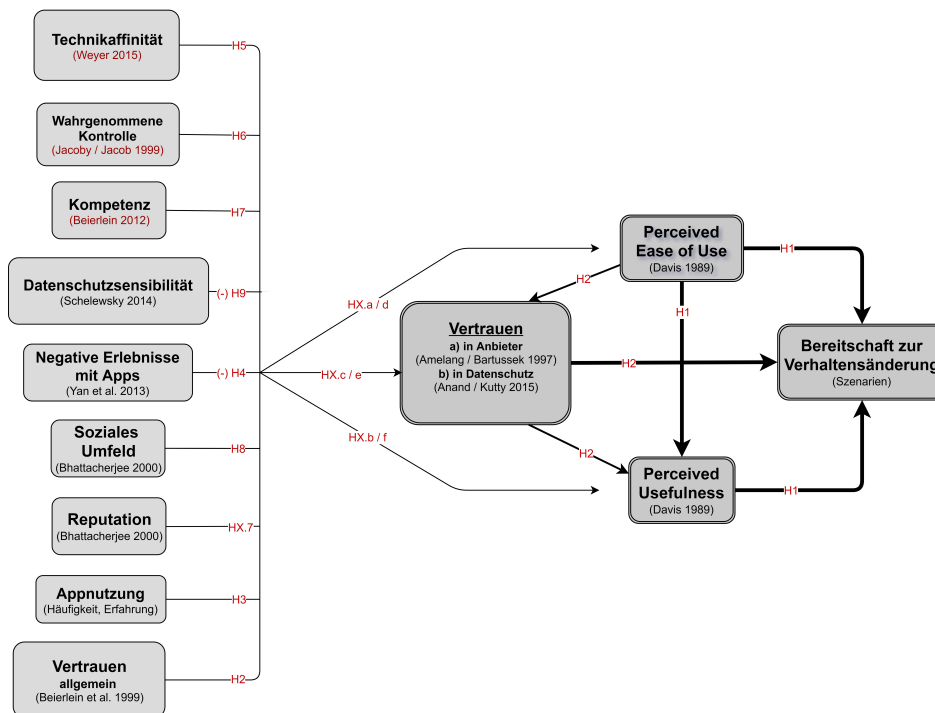 Technikaffinität
(Weyer 2015)
H5
Wahrgenommene
Kontrolle
(Jacoby / Jacob 1999)
H6
Kompetenz
(Beierlein 2012)
H7
Datenschutzsensibilität
(Schelewsky 2014)
(-) H9
Negative Erlebnisse
mit Apps
(Yan et al. 2013)
(-) H4
Soziales
Umfeld
(Bhattacherjee 2000)
H8
Reputation
(Bhattacherjee 2000)
HX.7
Appnutzung
(Häufigkeit, Erfahrung)
H3
Vertrauen
allgemein
(Beierlein et al. 1999)
H2
HX.a / d
HX.c / e
HX.b / f
Vertrauen
a) in Anbieter
(Amelang / Bartussek 1997)
b) in Datenschutz
(Anand / Kutty 2015)
Perceived
Ease of Use
(Davis 1989)
H2
H1
H1
H2
H2
Perceived
Usefulness
(Davis 1989)
H1
Bereitschaft zur
Verhaltensänderung
(Szenarien)